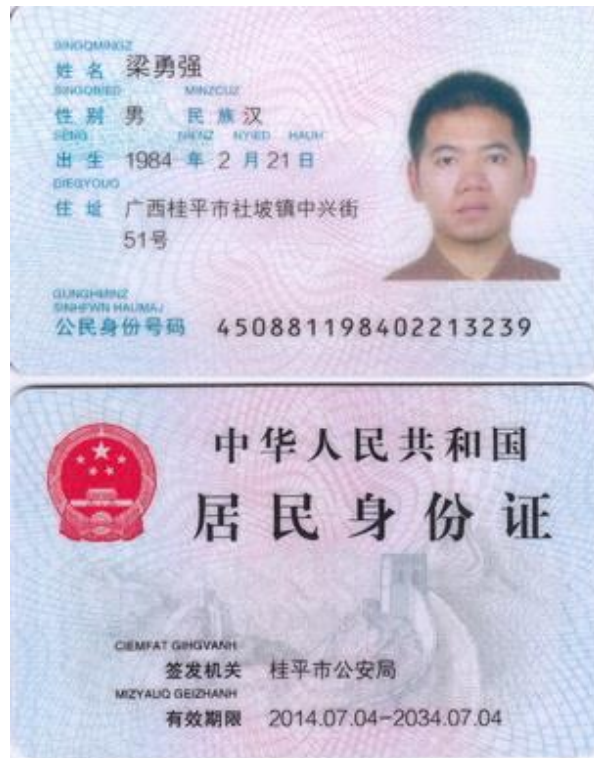 SINGQMINGZ
姓 名 梁勇强
SINGQBIED MINZCUZ
性 别 男 民 族 汉
SENG NIENZ NYIED HAUH
出 生 1984 年 2 月 21 日
DIEGYOUQ
住 址 广西桂平市社坡镇中兴街
51号
GUNGHMINZ
SINHFWN HAUMAJ
公民身份号码 450881198402213239
中华人民共和国
居民身份证
CIEMFAT GIHGVANH
签发机关 桂平市公安局
MIZYAUQ GEIZHANH
有效期限 2014.07.04-2034.07.04